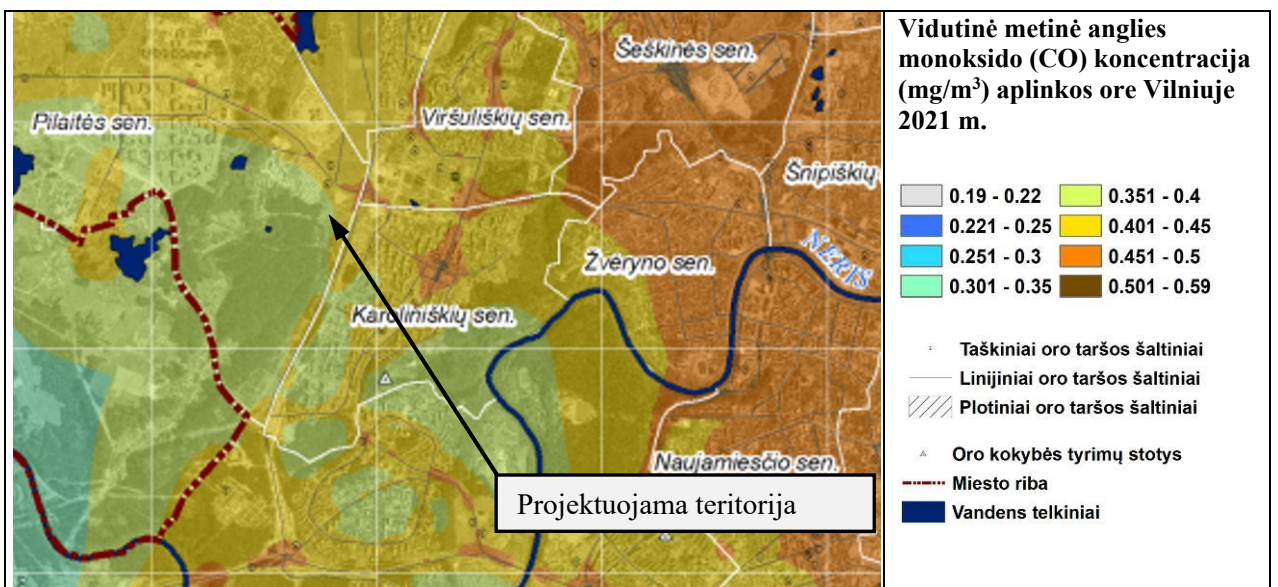 Šeškinės sen.
Pilaitės sen.
Viršuliškių sen.
Šnipiškių
NERIS
Žvėryno sen.
Karoliniškių sen.
Naujamiesčio sen.
Projektuojama teritorija
Vidutinė metinė anglies
monoksido (CO) koncentracija
(mg/m³) aplinkos ore Vilniuje
2021 m.
0.19 - 0.22 0.351 - 0.4
0.221 - 0.25 0.401 - 0.45
0.251 - 0.3 0.451 - 0.5
0.301 - 0.35 0.501 - 0.59
Taškiniai oro taršos šaltiniai
Linijiniai oro taršos šaltiniai
Plotiniai oro taršos šaltiniai
Oro kokybės tyrimų stotys
Miesto riba
Vandens telkiniai